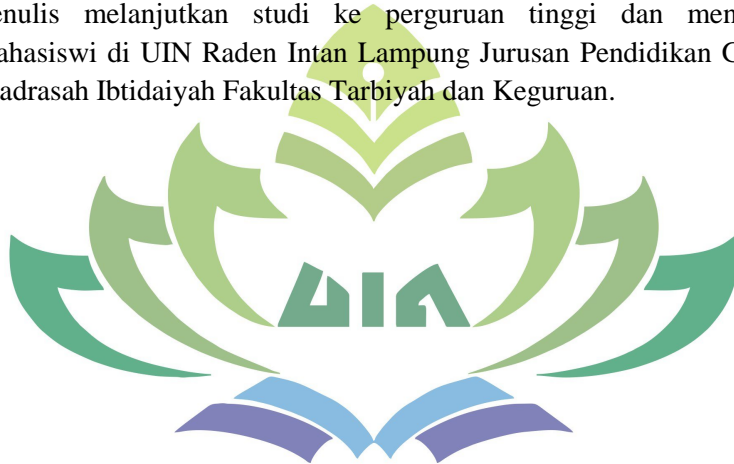 enulis melanjutkan studi ke perguruan tinggi dan men
ahasiswi di UIN Raden Intan Lampung Jurusan Pendidikan G
adrasah Ibtidaiyah Fakultas Tarbiyah dan Keguruan.
UIN